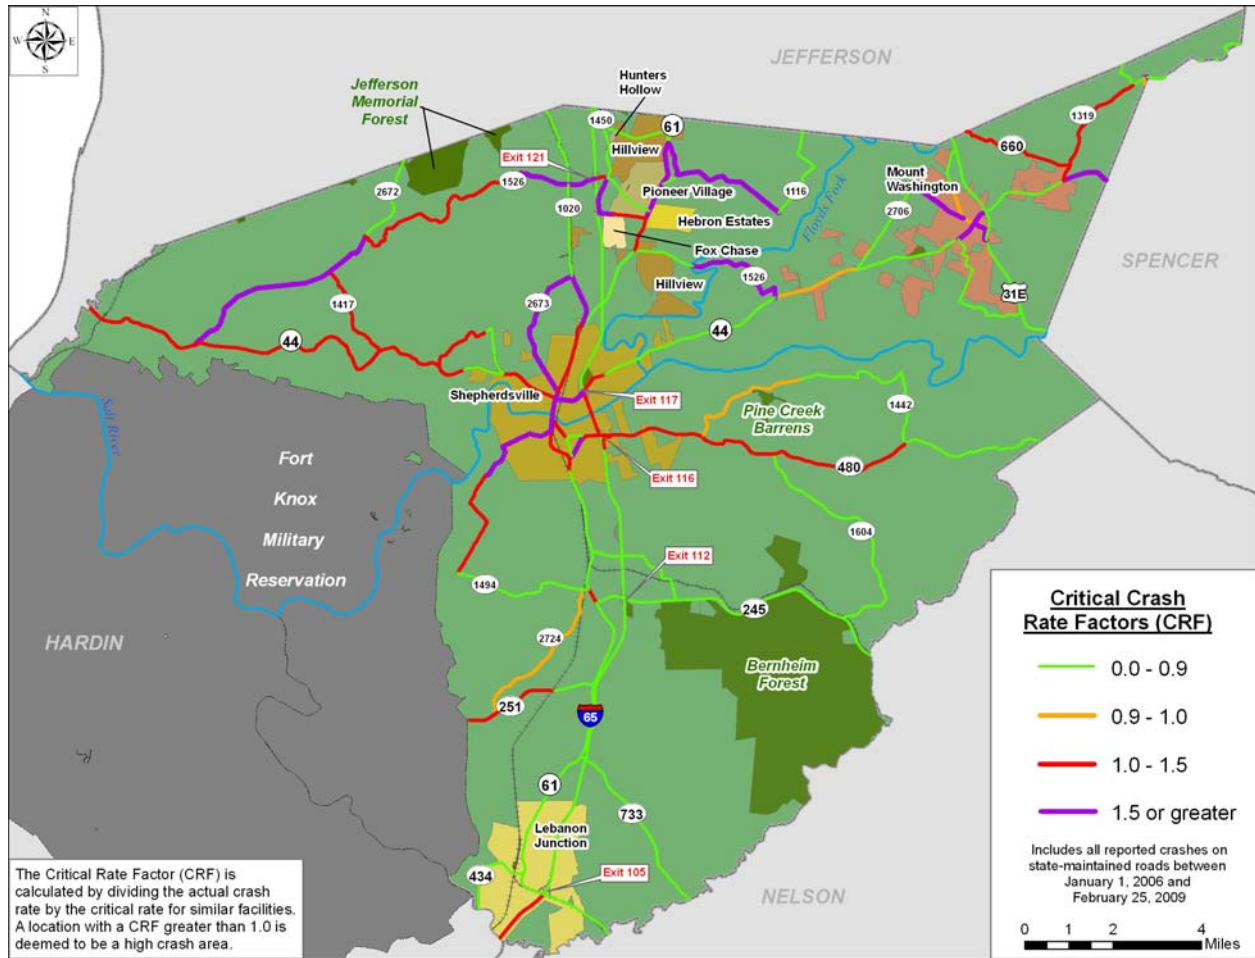 N
W
E
S
JEFFERSON
Jefferson
Memorial
Forest
Hunters
Hollow
1450
61
Hillview
1319
660
Exit 121
2672
1526
1020
Pioneer Village
1116
Floyds Fork
Mount
Washington
2706
Hebron Estates
Fox Chase
SPENCER
Hillview
1526
31E
1417
2673
44
44
Shepherdsville
Exit 117
Pine Creek
Barrens
1442
Salt River
Fort
Knox
Military
Reservation
480
Exit 116
1604
Exit 112
1494
245
HARDIN
2724
Bernheim
Forest
251
65
61
733
Lebanon
Junction
434
Exit 105
NELSON
Critical Crash
Rate Factors (CRF)
0.0 - 0.9
0.9 - 1.0
1.0 - 1.5
1.5 or greater
Includes all reported crashes on
state-maintained roads between
January 1, 2006 and
February 25, 2009
0 1 2 4
Miles
The Critical Rate Factor (CRF) is
calculated by dividing the actual crash
rate by the critical rate for similar facilities.
A location with a CRF greater than 1.0 is
deemed to be a high crash area.